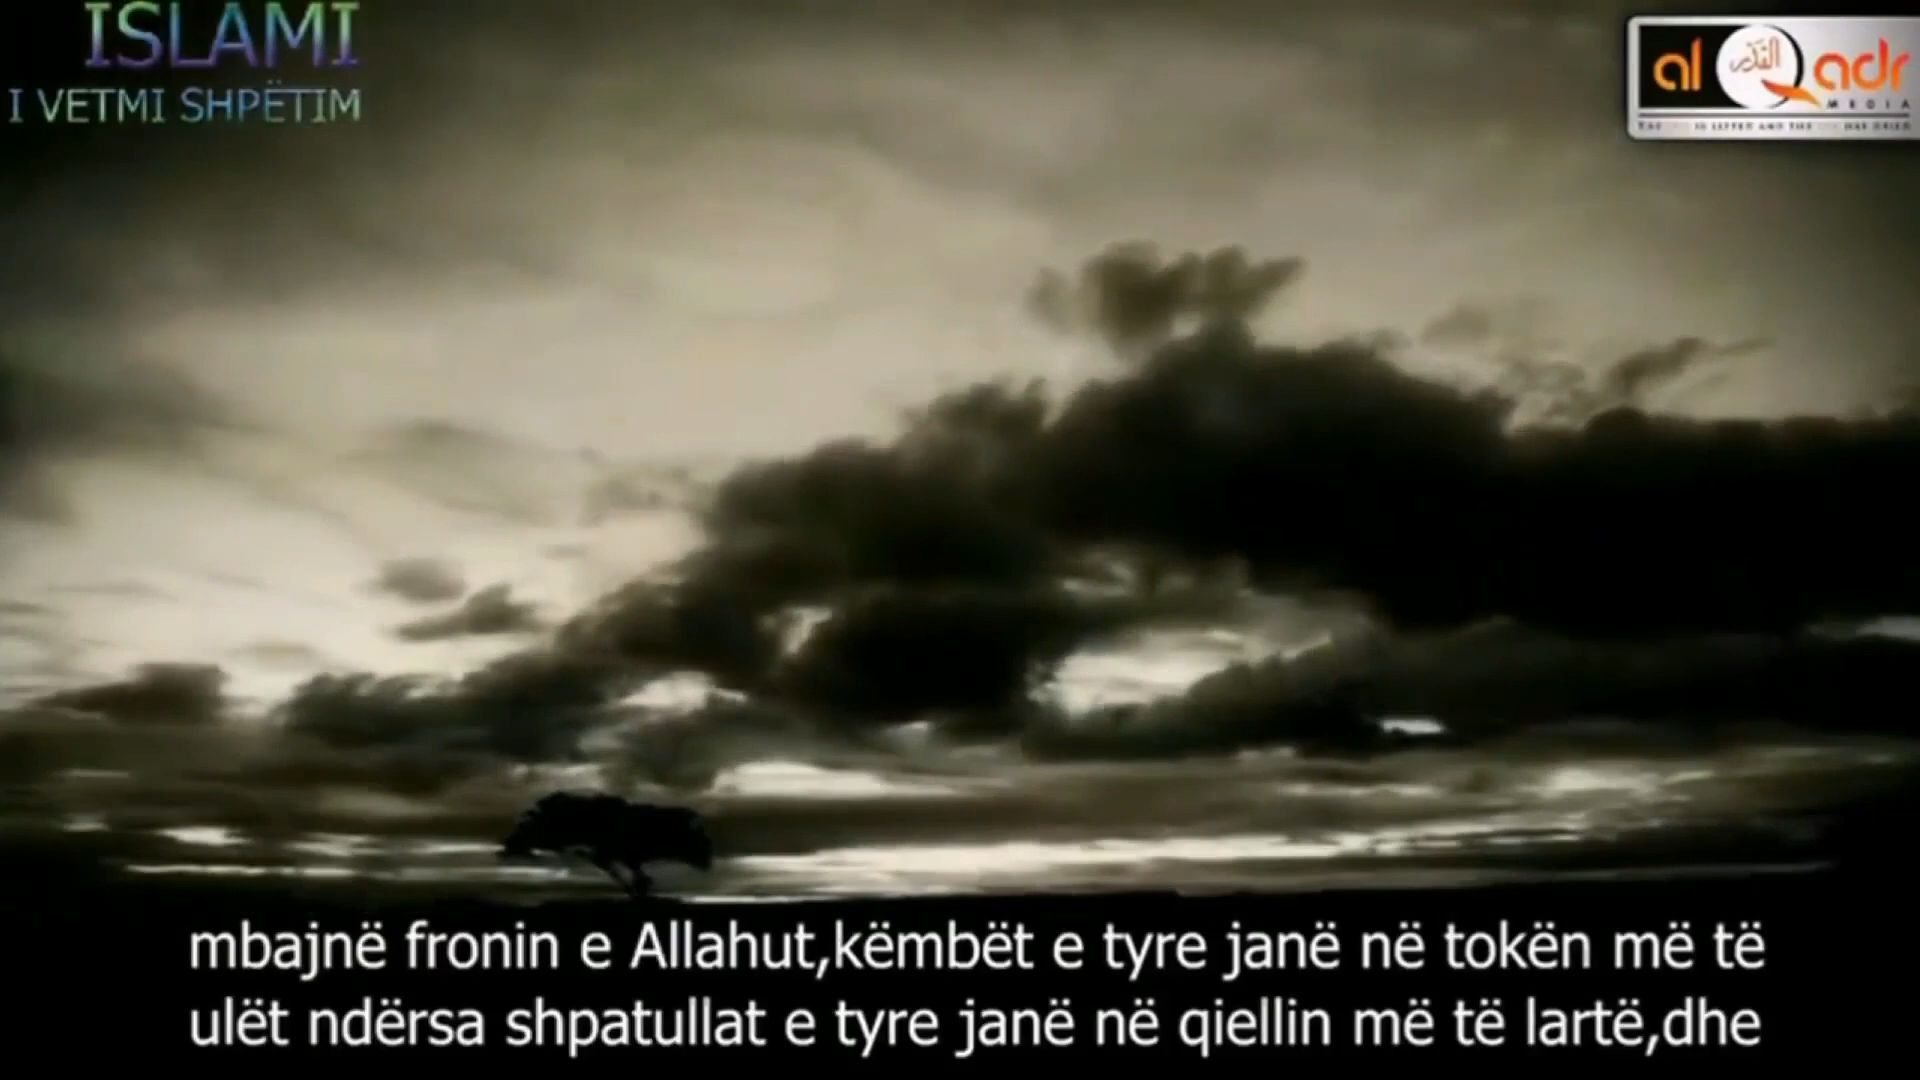 ISLAMI
I VETMI SHPËTIM
al Qadr
القدر
MEDIA
mbajnë fronin e Allahut,këmbët e tyre janë në tokën më të
ulët ndërsa shpatullat e tyre janë në qiellin më të lartë,dhe